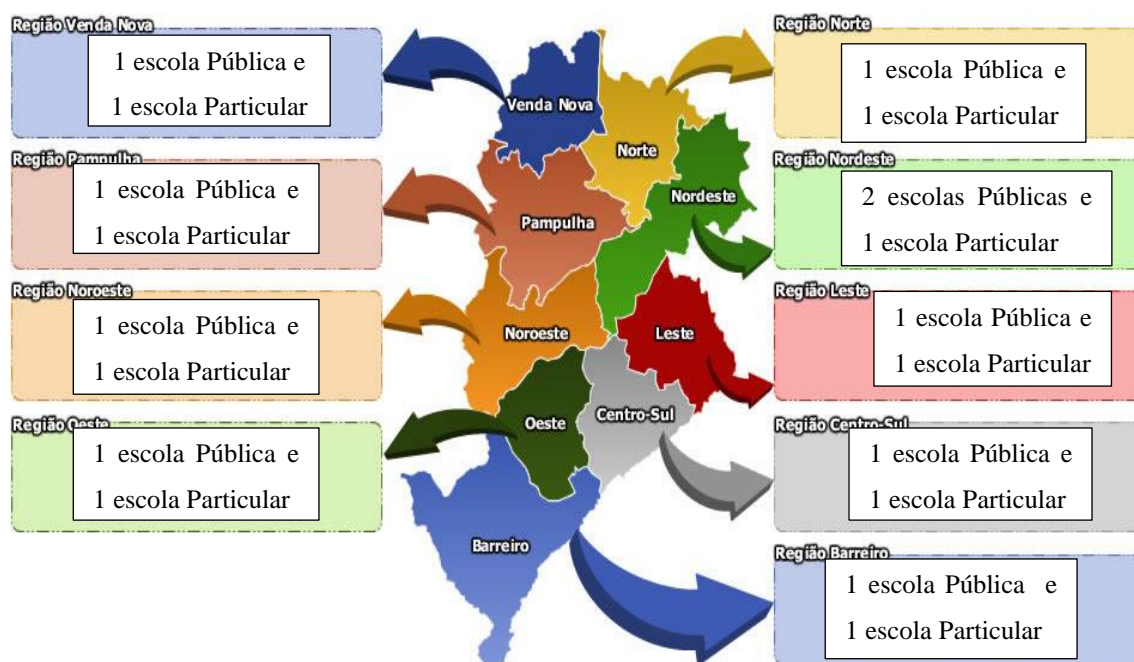 Região Venda Nova
1 escola Pública e
1 escola Particular
Região Pampulha
1 escola Pública e
1 escola Particular
Região Noroeste
1 escola Pública e
1 escola Particular
Região Oeste
1 escola Pública e
1 escola Particular
Venda Nova
Norte
Nordeste
Pampulha
Noroeste
Leste
Oeste
Centro-Sul
Barreiro
Região Norte
1 escola Pública e
1 escola Particular
Região Nordeste
2 escolas Públicas e
1 escola Particular
Região Leste
1 escola Pública e
1 escola Particular
Região Centro-Sul
1 escola Pública e
1 escola Particular
Região Barreiro
1 escola Pública e
1 escola Particular